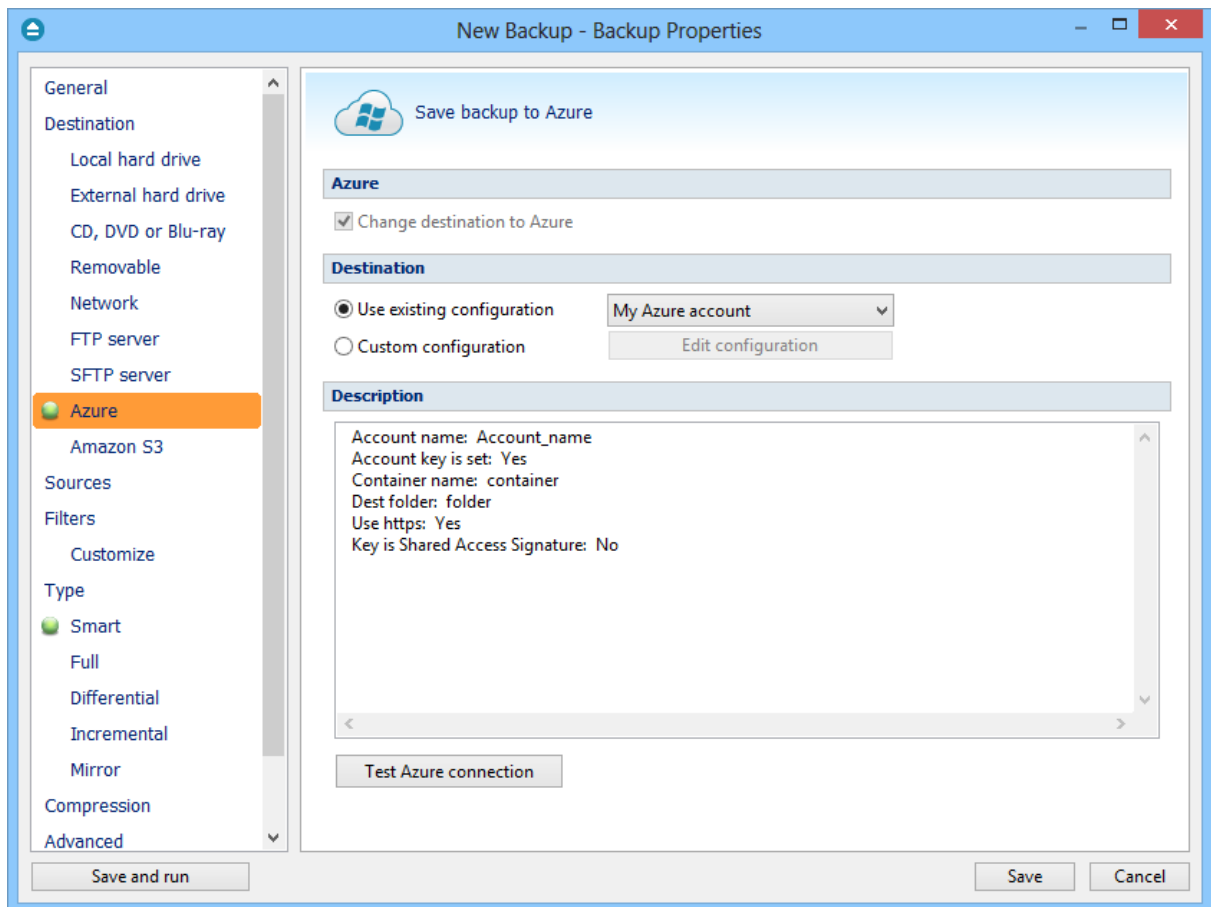 New Backup - Backup Properties
General
Destination
Local hard drive
External hard drive
CD, DVD or Blu-ray
Removable
Network
FTP server
SFTP server
Azure
Amazon S3
Sources
Filters
Customize
Type
Smart
Full
Differential
Incremental
Mirror
Compression
Advanced
Save backup to Azure
Azure
Change destination to Azure
Destination
Use existing configuration My Azure account
Custom configuration Edit configuration
Description
Account name: Account_name
Account key is set: Yes
Container name: container
Dest folder: folder
Use https: Yes
Key is Shared Access Signature: No
Test Azure connection
Save and run Save Cancel